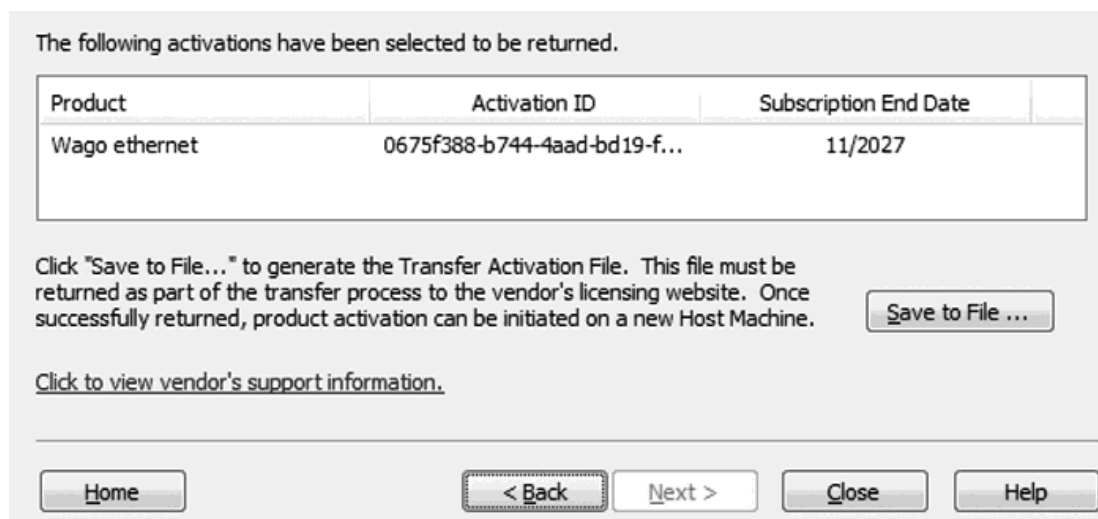 The following activations have been selected to be returned.
Product Activation ID Subscription End Date
Wago ethernet 0675f388-b744-4aad-bd19-f... 11/2027
Click "Save to File..." to generate the Transfer Activation File. This file must be
returned as part of the transfer process to the vendor's licensing website. Once
successfully returned, product activation can be initiated on a new Host Machine.
Save to File ...
Click to view vendor's support information.
Home < Back Next > Close Help